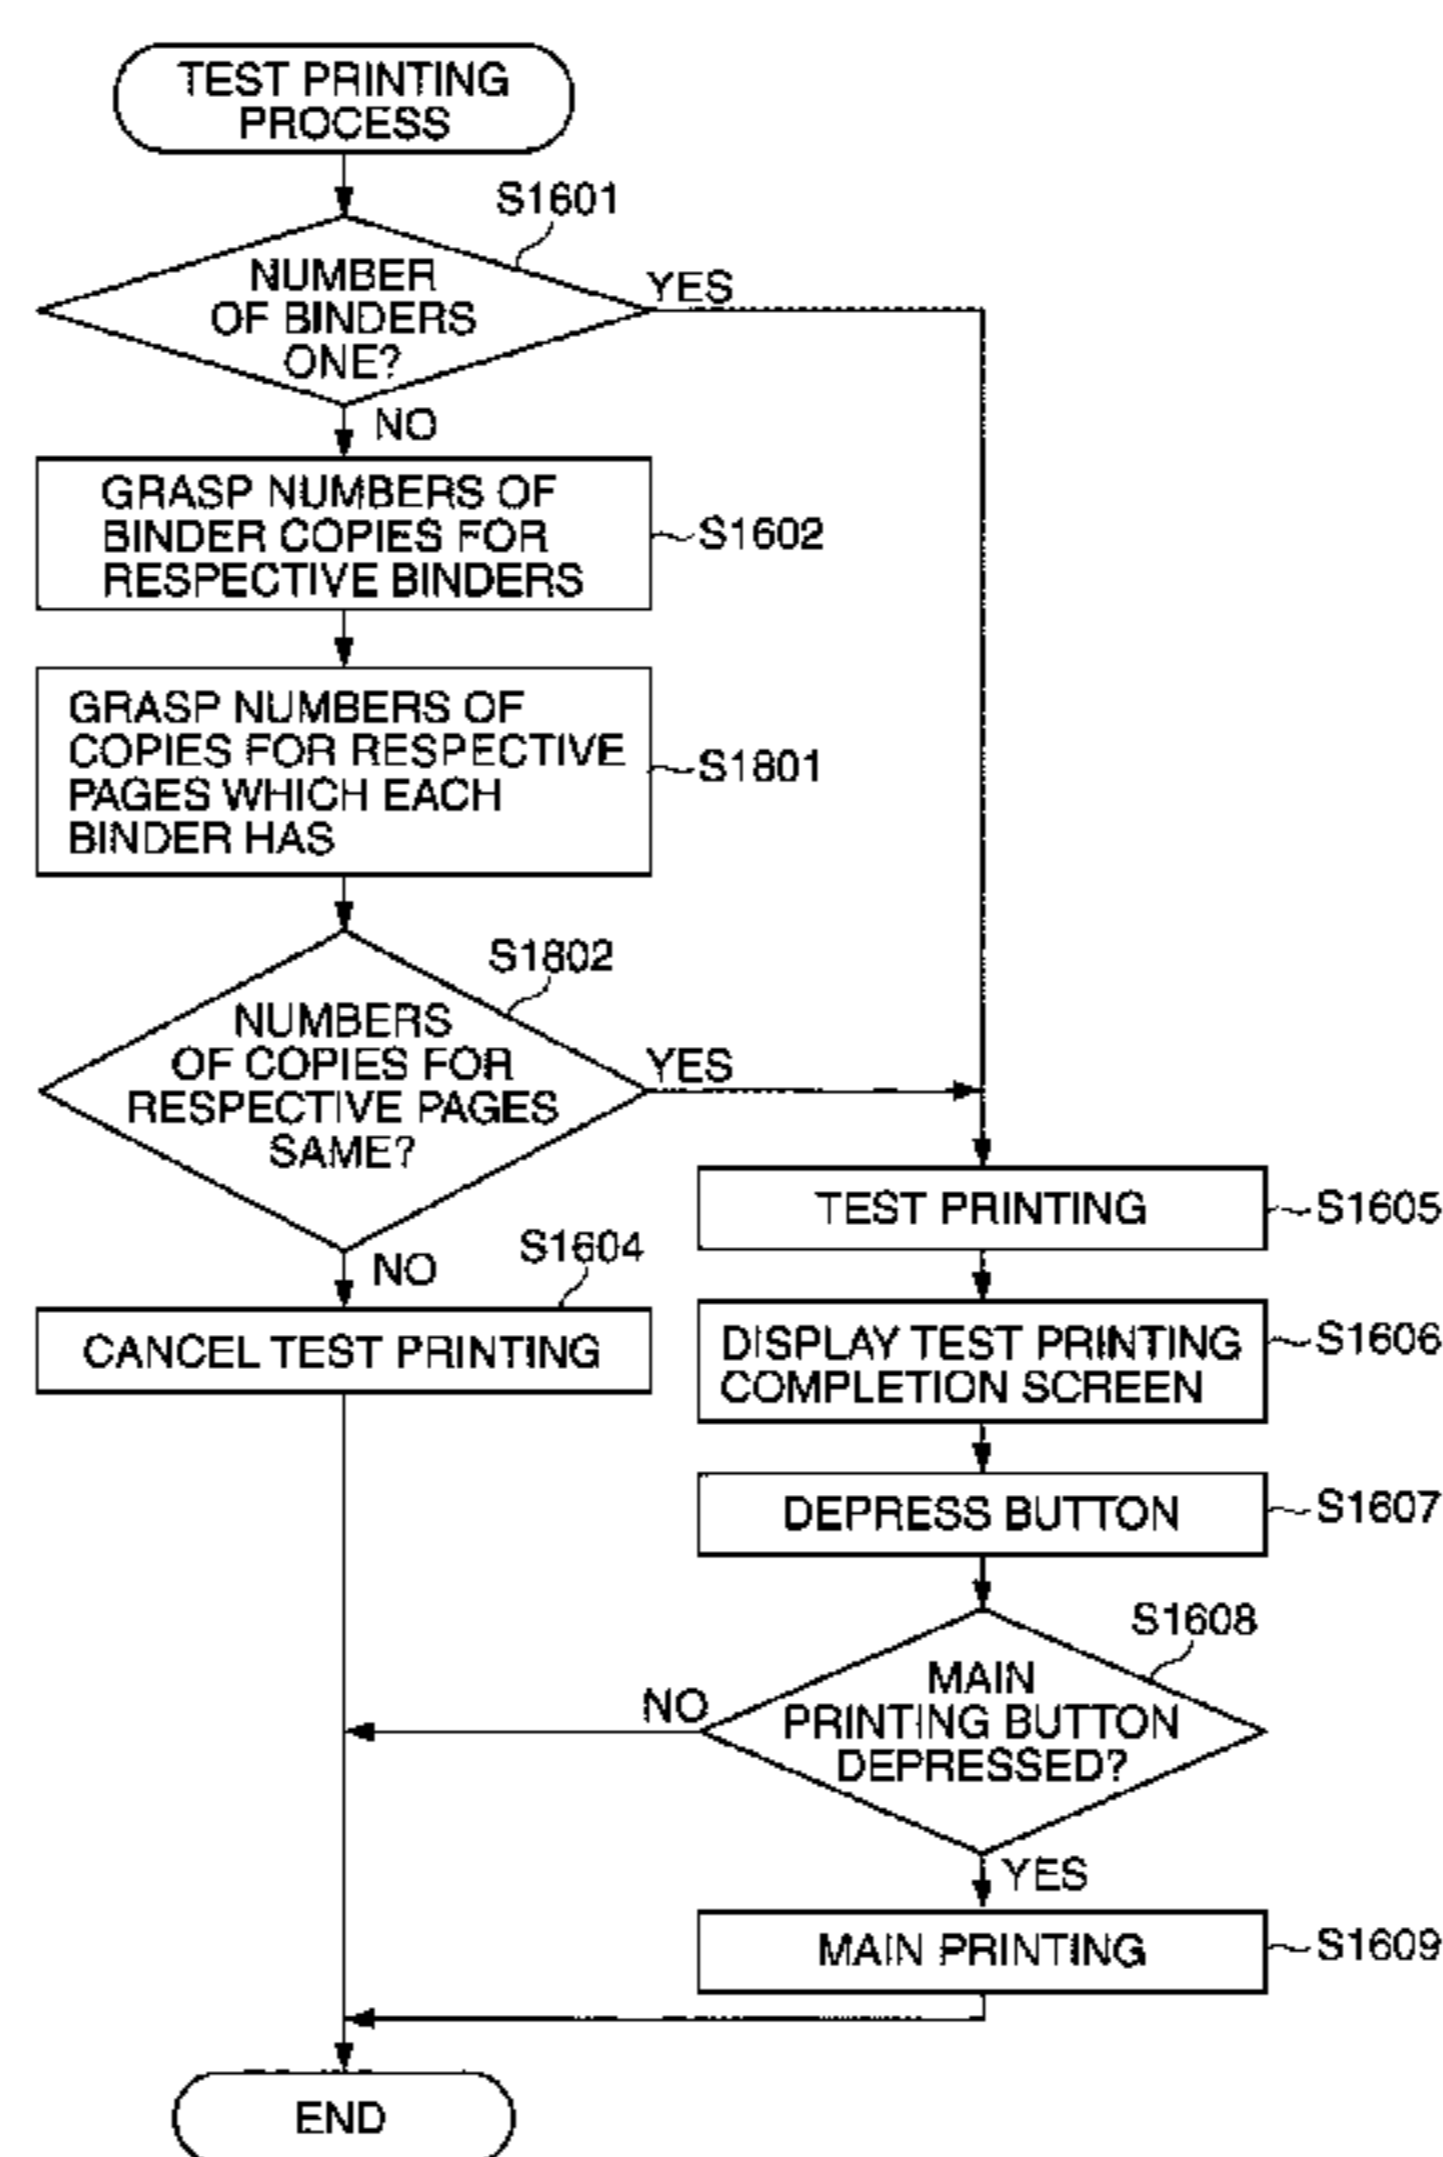 TEST PRINTING
PROCESS
S1601
NUMBER
OF BINDERS
ONE?
YES
NO
GRASP NUMBERS OF
BINDER COPIES FOR
RESPECTIVE BINDERS
S1602
GRASP NUMBERS OF
COPIES FOR RESPECTIVE
PAGES WHICH EACH
BINDER HAS
S1801
S1802
NUMBERS
OF COPIES FOR
RESPECTIVE PAGES
SAME?
YES
NO
S1604
CANCEL TEST PRINTING
TEST PRINTING
S1605
DISPLAY TEST PRINTING
COMPLETION SCREEN
S1606
DEPRESS BUTTON
S1607
S1608
MAIN
PRINTING BUTTON
DEPRESSED?
NO
YES
MAIN PRINTING
S1609
END